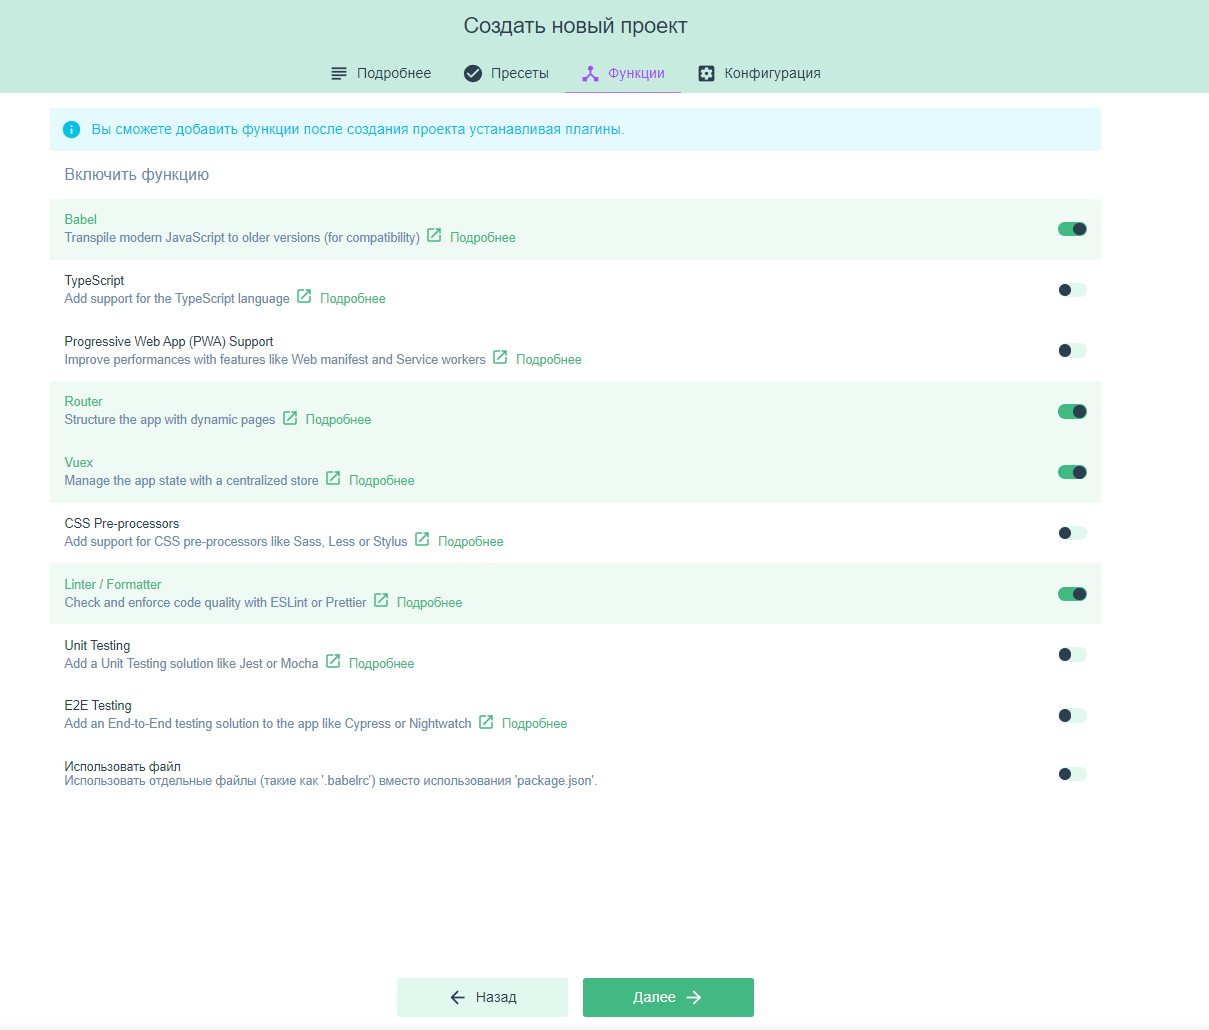 Создать новый проект
Подробнее Пресеты Функции Конфигурация
Вы сможете добавить функции после создания проекта устанавливая плагины.
Включить функцию
Babel
Transpile modern JavaScript to older versions (for compatibility) Подробнее
TypeScript
Add support for the TypeScript language Подробнее
Progressive Web App (PWA) Support
Improve performances with features like Web manifest and Service workers Подробнее
Router
Structure the app with dynamic pages Подробнее
Vuex
Manage the app state with a centralized store Подробнее
CSS Pre-processors
Add support for CSS pre-processors like Sass, Less or Stylus Подробнее
Linter / Formatter
Check and enforce code quality with ESLint or Prettier Подробнее
Unit Testing
Add a Unit Testing solution like Jest or Mocha Подробнее
E2E Testing
Add an End-to-End testing solution to the app like Cypress or Nightwatch Подробнее
Использовать файл
Использовать отдельные файлы (такие как '.babelrc') вместо использования 'package.json'.
Назад Далее